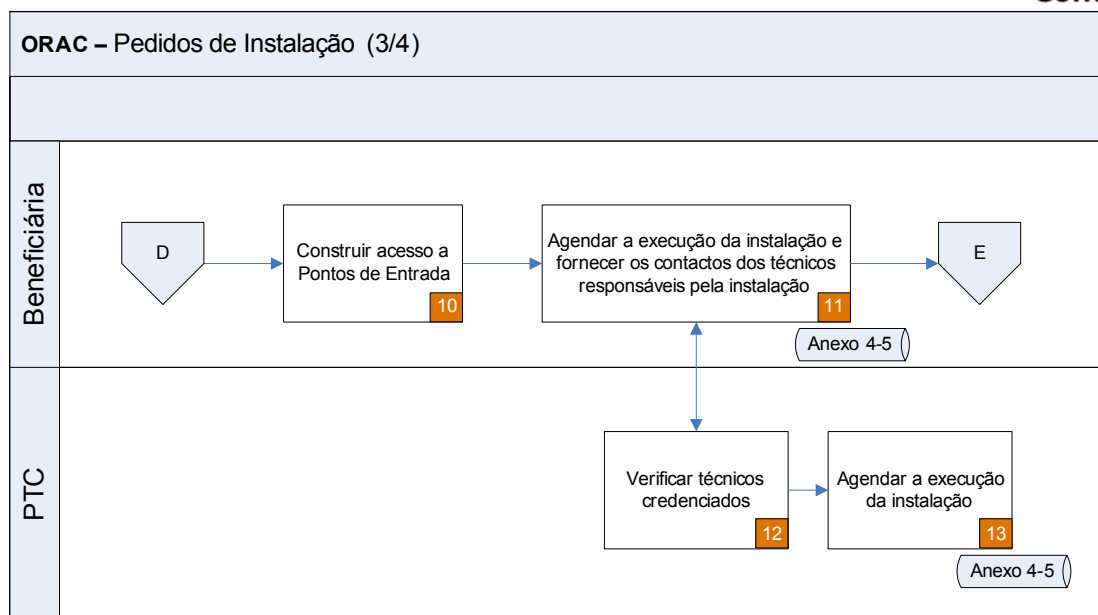 ORAC – Pedidos de Instalação (3/4)
Beneficiária
D
Construir acesso a
Pontos de Entrada
10
Agendar a execução da instalação e
fornecer os contactos dos técnicos
responsáveis pela instalação
11
Anexo 4-5
E
PTC
Verificar técnicos
credenciados
12
Agendar a execução
da instalação
13
Anexo 4-5